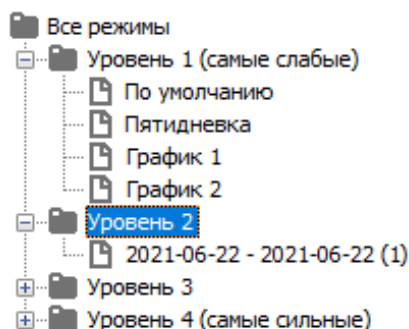 Все режимы
Уровень 1 (самые слабые)
По умолчанию
Пятидневка
График 1
График 2
Уровень 2
2021-06-22 - 2021-06-22 (1)
Уровень 3
Уровень 4 (самые сильные)